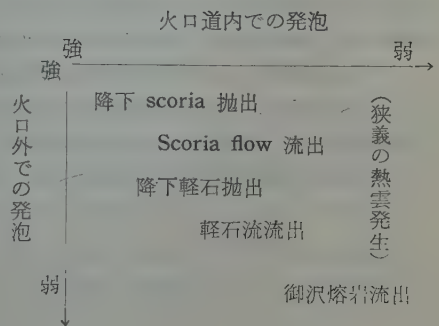 火口道内での発泡
強
弱
強
火口外での発泡
降下 scoria 抛出
Scoria flow 流出
降下軽石抛出
軽石流流出
(狭義の熱雲発生)
弱
御沢熔岩流出